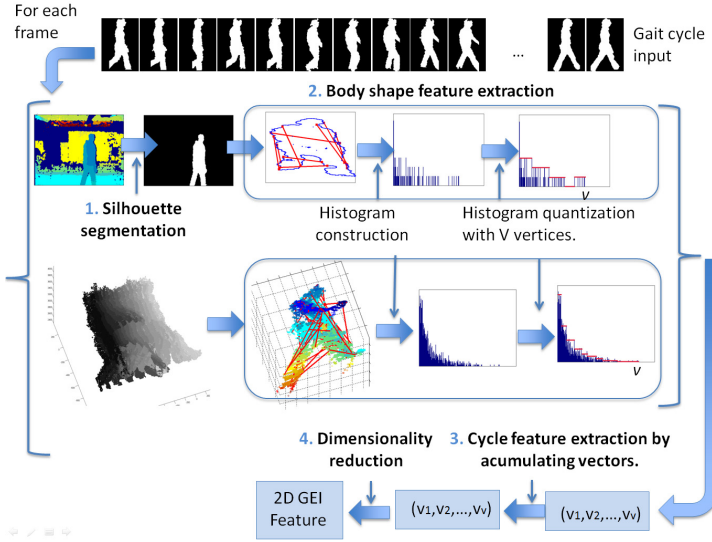 For each
frame
...
Gait cycle
input
2. Body shape feature extraction
1. Silhouette
segmentation
Histogram
construction
Histogram quantization
with V vertices.
v
v
4. Dimensionality
reduction
3. Cycle feature extraction by
acumulating vectors.
2D GEI
Feature
(v1,v2,...,vv)
(v1,v2,...,vv)